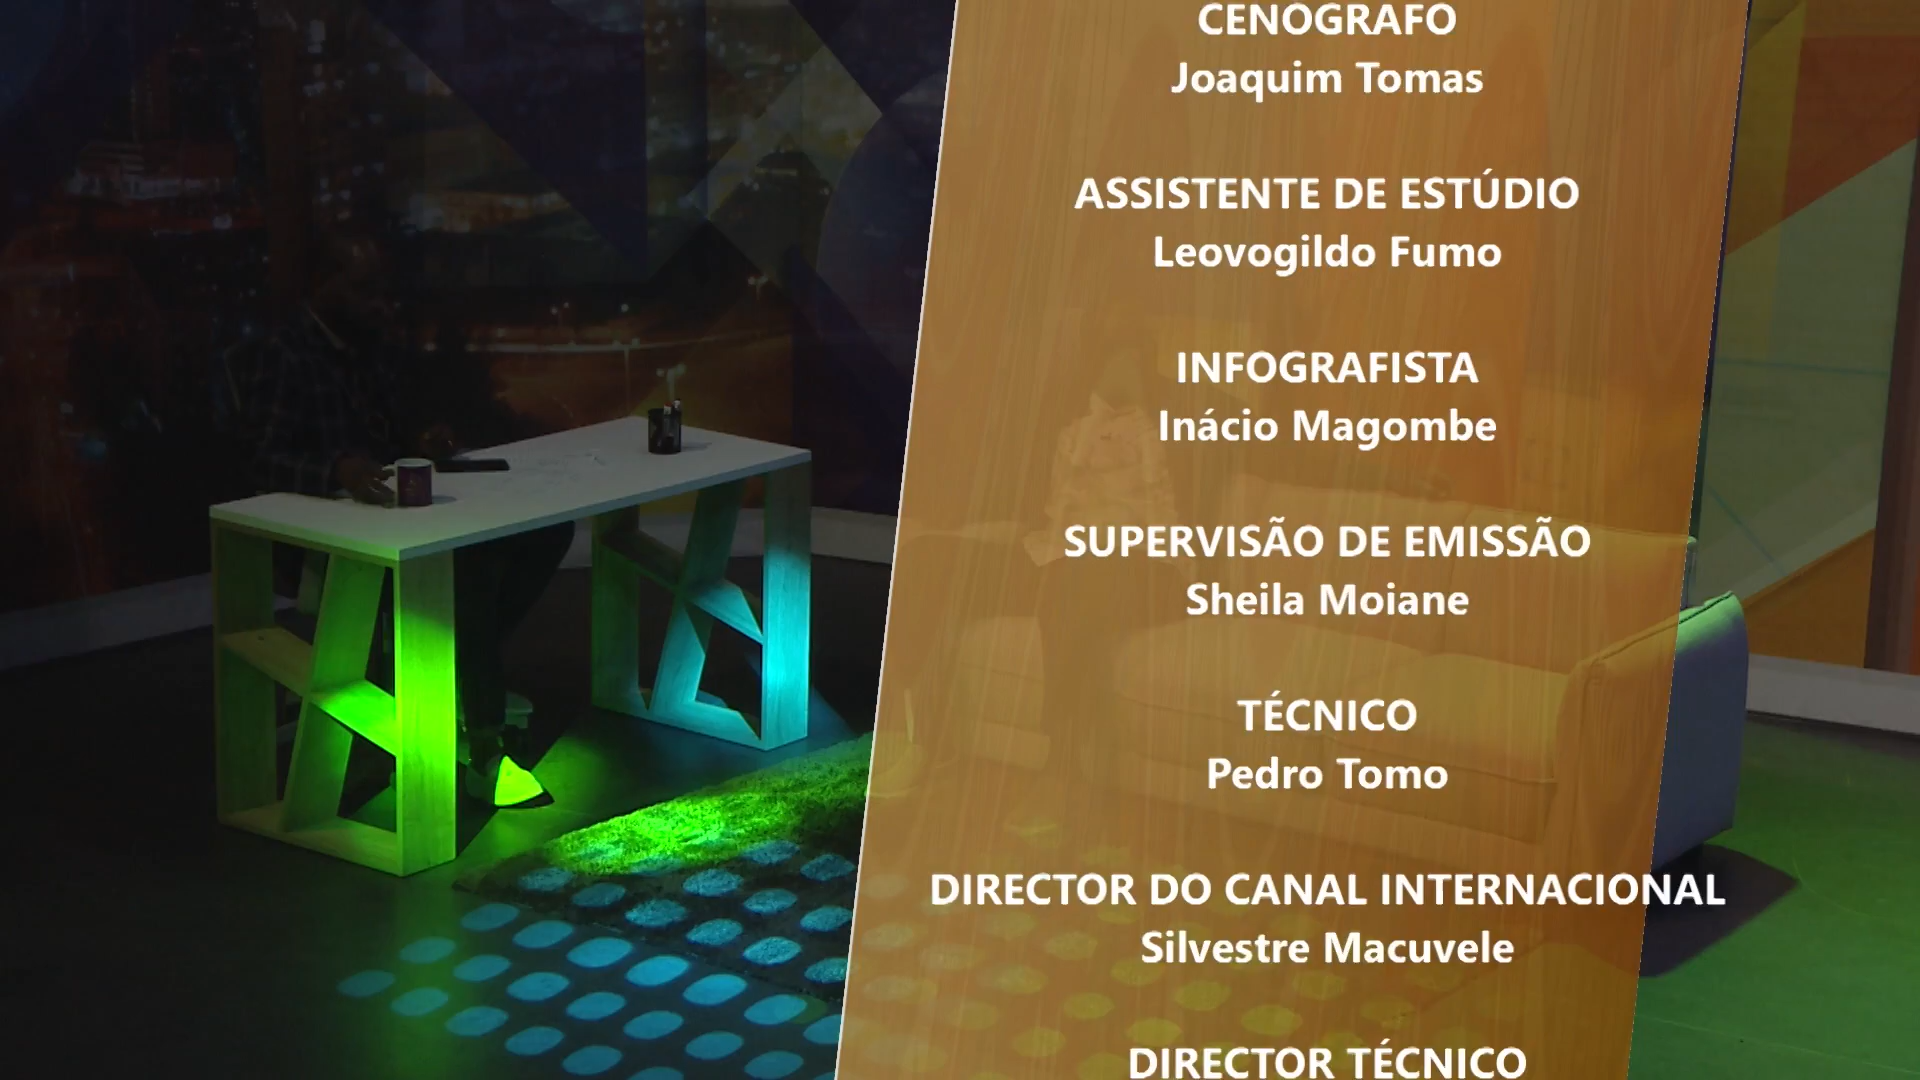 CENOGRAFO
Joaquim Tomas
ASSISTENTE DE ESTÚDIO
Leovogildo Fumo
INFOGRAFISTA
Inácio Magombe
SUPERVISÃO DE EMISSÃO
Sheila Moiane
TÉCNICO
Pedro Tomo
DIRECTOR DO CANAL INTERNACIONAL
Silvestre Macuvele
DIRECTOR TÉCNICO